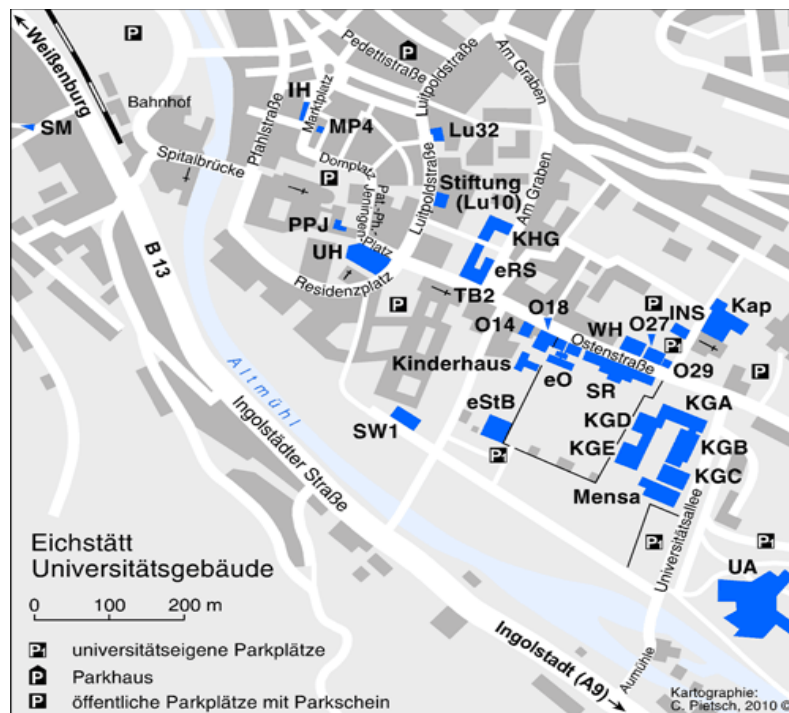 Weißenburg
P
P
Pedettistraße
Luitpoldstraße
Am Graben
IH
Marktplatz
Bahnhof
Pfahlstraße
MP4
SM
Lu32
Spitalbrücke
Domplatz
P
Stiftung
(Lu10)
Am Graben
Luitpoldstraße
Pat.-Ph.-
Jeningen-
Platz
PPJ
KHG
UH
eRS
B 13
Residenzplatz
TB2
P
O18
P
INS
Kap
O14
WH
O27
P
Ostenstraße
Kinderhaus
O29
eO
P
SR
Altmühl
eStB
KGA
SW1
KGD
KGB
KGE
P
KGC
Ingolstädter Straße
Mensa
Universitätsallee
P
P
UA
Eichstätt
Universitätsgebäude
0 100 200 m
P universitätseigene Parkplätze
P Parkhaus
P öffentliche Parkplätze mit Parkschein
Ingolstadt (A9)
Aumühle
Kartographie:
C. Pietsch, 2010 ©